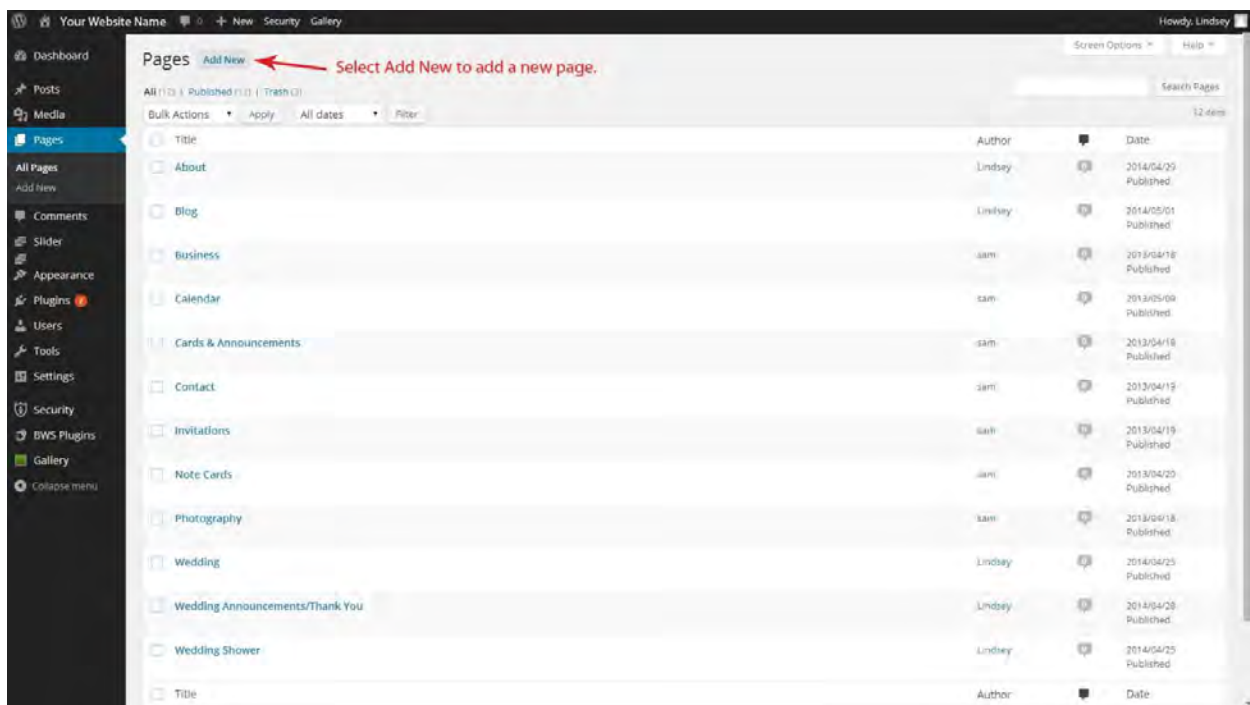 Your Website Name 0 + New Security Gallery
Howdy, Lindsey
Dashboard
Posts
Media
Pages
All Pages
Add New
Comments
Slider
Appearance
Plugins
Users
Tools
Settings
Security
BWS Plugins
Gallery
Collapse menu
Screen Options Help
Pages Add New
Select Add New to add a new page.
All (12) | Published (12) | Trash
Search Pages
Bulk Actions Apply All dates Filter
12 items
Title Author Date
About Lindsey 2014/04/29
Published
Blog Lindsey 2014/05/01
Published
Business sam 2013/04/18
Published
Calendar sam 2013/05/09
Published
Cards & Announcements sam 2013/04/19
Published
Contact sam 2013/04/19
Published
Invitations sam 2013/04/19
Published
Note Cards sam 2013/04/20
Published
Photography sam 2013/04/18
Published
Wedding Lindsey 2014/04/25
Published
Wedding Announcements/Thank You Lindsey 2014/04/28
Published
Wedding Shower Lindsey 2014/04/25
Published
Title Author Date